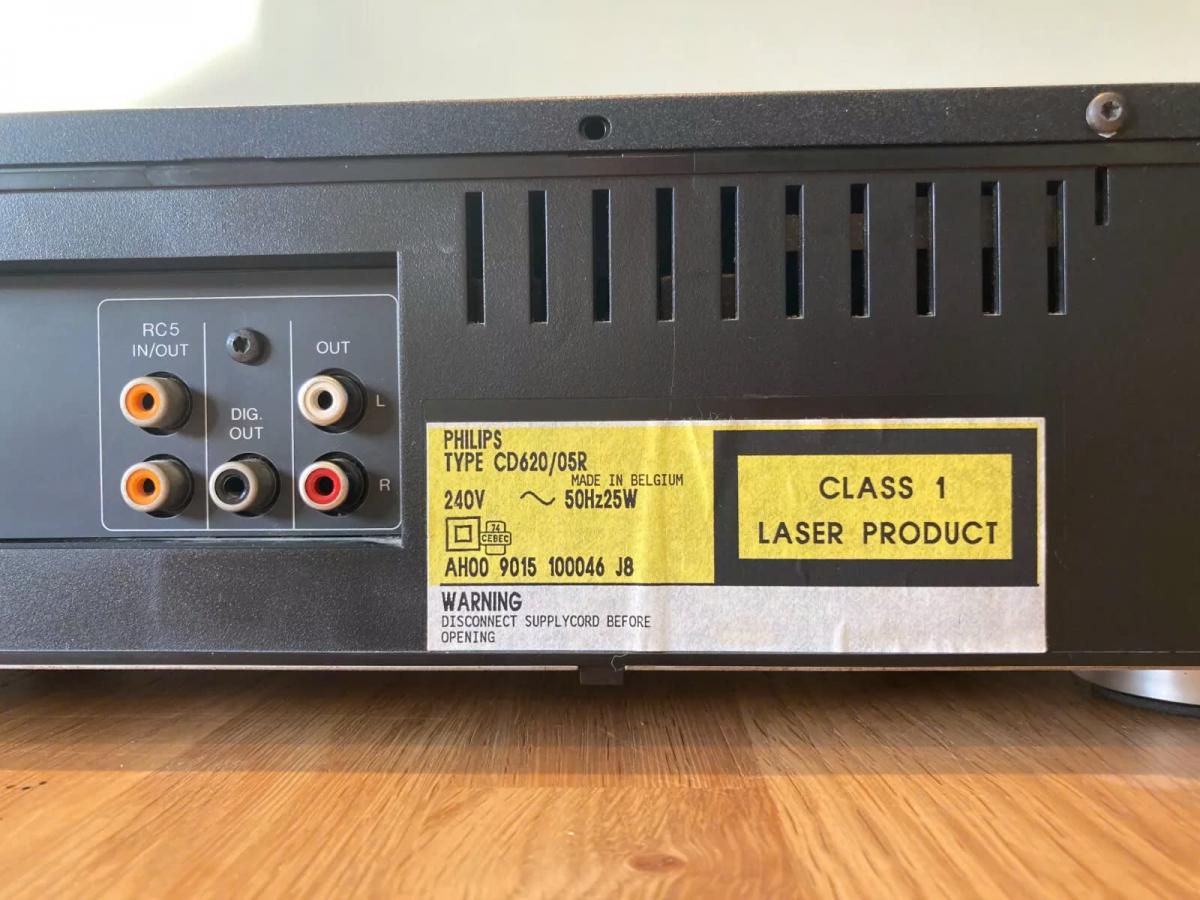 RC5
IN/OUT
DIG.
OUT
OUT
L
R
PHILIPS
TYPE CD620/05R
MADE IN BELGIUM
240V ~ 50Hz25W
74
CEBEC
AH00 9015 100046 J8
CLASS 1
LASER PRODUCT
WARNING
DISCONNECT SUPPLYCORD BEFORE
OPENING